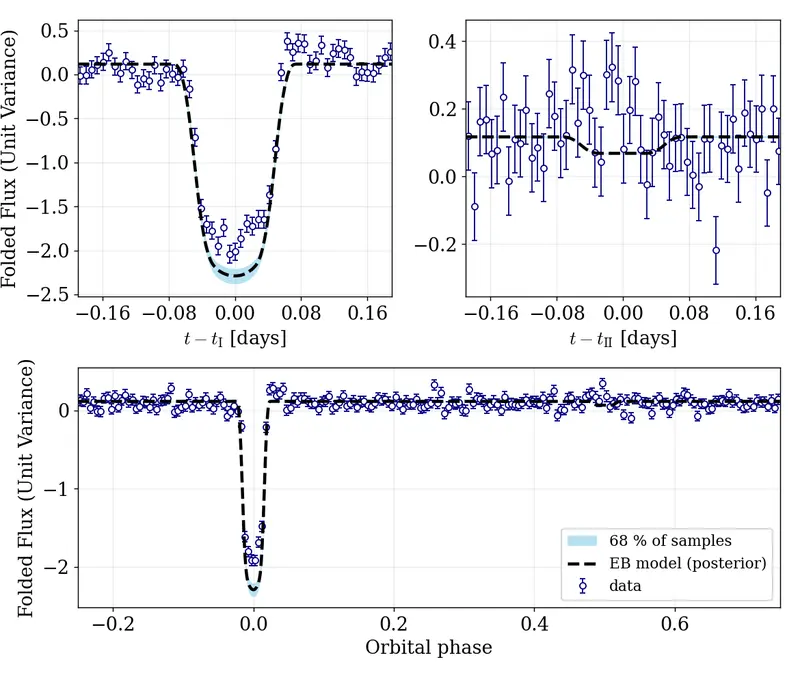 Folded Flux (Unit Variance)
0.5
0.0
−0.5
−1.0
−1.5
−2.0
−2.5
−0.16 −0.08 0.00 0.08 0.16
t − tI [days]
0.4
0.2
0.0
−0.2
−0.16 −0.08 0.00 0.08 0.16
t − tII [days]
Folded Flux (Unit Variance)
0
−1
−2
68 % of samples
EB model (posterior)
data
−0.2 0.0 0.2 0.4 0.6
Orbital phase